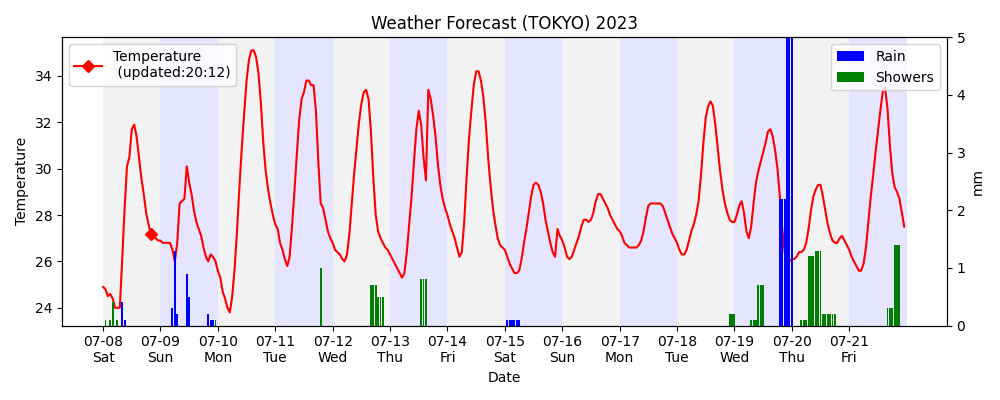 Weather Forecast (TOKYO) 2023
Temperature
(updated:20:12)
Rain
Showers
Temperature
34
32
30
28
26
24
5
4
3
2
1
0
mm
07-08 07-09 07-10 07-11 07-12 07-13 07-14 07-15 07-16 07-17 07-18 07-19 07-20 07-21
Sat Sun Mon Tue Wed Thu Fri Sat Sun Mon Tue Wed Thu Fri
Date